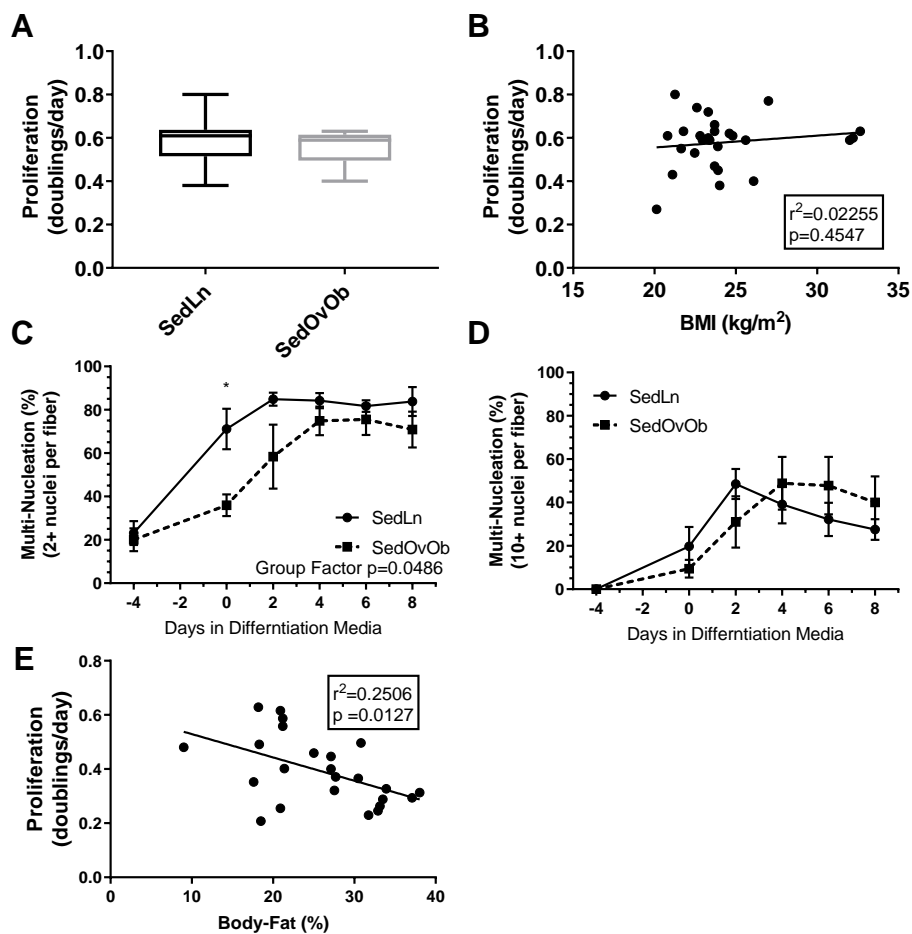 A
Proliferation
(doublings/day)
1.0
0.8
0.6
0.4
0.2
0.0
SedLn
SedOvOb
B
Proliferation
(doublings/day)
1.0
0.8
0.6
0.4
0.2
0.0
r²=0.02255
p=0.4547
15 20 25 30 35
BMI (kg/m²)
C
Multi-Nucleation (%)
(2+ nuclei per fiber)
100
80
60
40
20
0
*
SedLn
SedOvOb
Group Factor p=0.0486
-4 -2 0 2 4 6 8
Days in Differntiation Media
D
Multi-Nucleation (%)
(10+ nuclei per fiber)
100
80
60
40
20
0
SedLn
SedOvOb
-4 -2 0 2 4 6 8
Days in Differntiation Media
E
Proliferation
(doublings/day)
0.8
0.6
0.4
0.2
0.0
r²=0.2506
p =0.0127
0 10 20 30 40
Body-Fat (%)